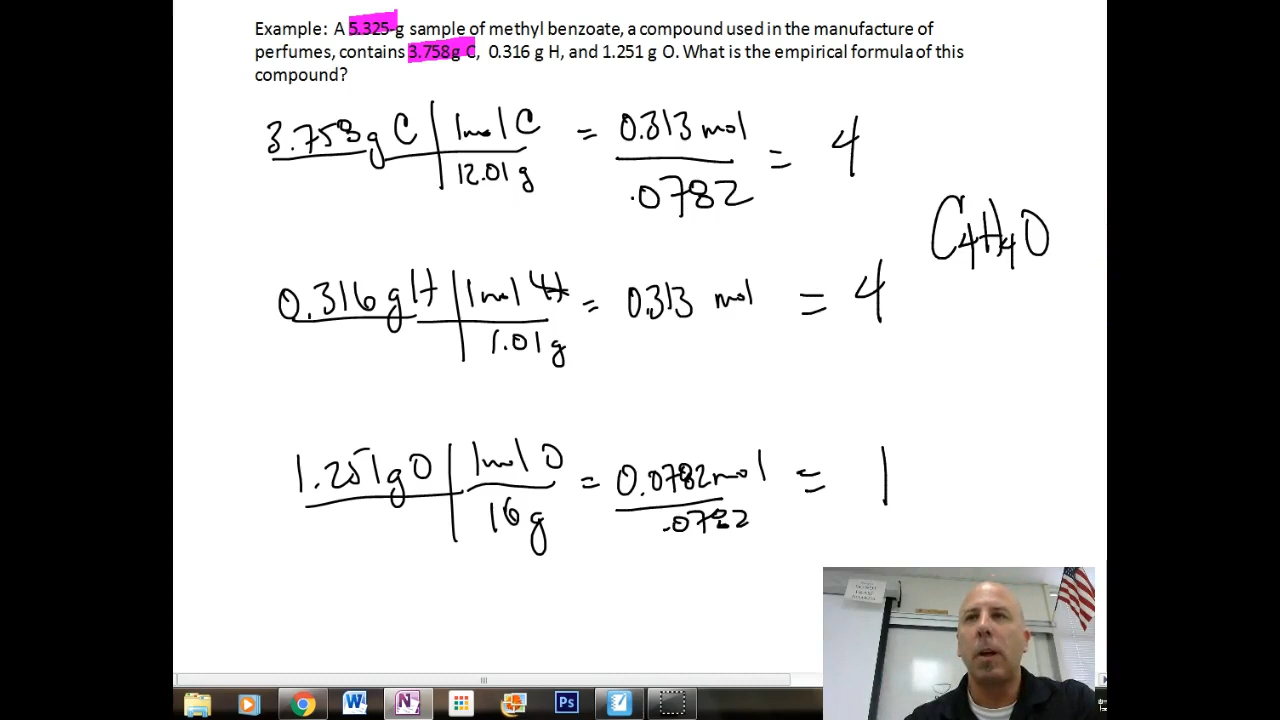 Example: A 5.325-g sample of methyl benzoate, a compound used in the manufacture of
perfumes, contains 3.758g C, 0.316 g H, and 1.251 g O. What is the empirical formula of this
compound?
3.758g C | 1mol C = 0.313 mol = 4
12.01 g .0782
C4H4O
0.316 g H | 1mol H = 0.313 mol = 4
1.01 g
1.251g O | 1mol O = 0.0782 mol = 1
16 g .0782
W
N
Ps